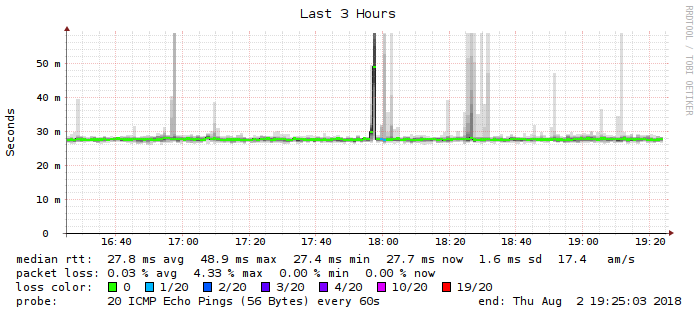 Last 3 Hours
RRDTOOL / TOBI OETIKER
Seconds
50 m
40 m
30 m
20 m
10 m
0
16:40 17:00 17:20 17:40 18:00 18:20 18:40 19:00 19:20
median rtt: 27.8 ms avg 48.9 ms max 27.4 ms min 27.7 ms now 1.6 ms sd 17.4 am/s
packet loss: 0.03 % avg 4.33 % max 0.00 % min 0.00 % now
loss color: 0 1/20 2/20 3/20 4/20 10/20 19/20
probe: 20 ICMP Echo Pings (56 Bytes) every 60s end: Thu Aug 2 19:25:03 2018